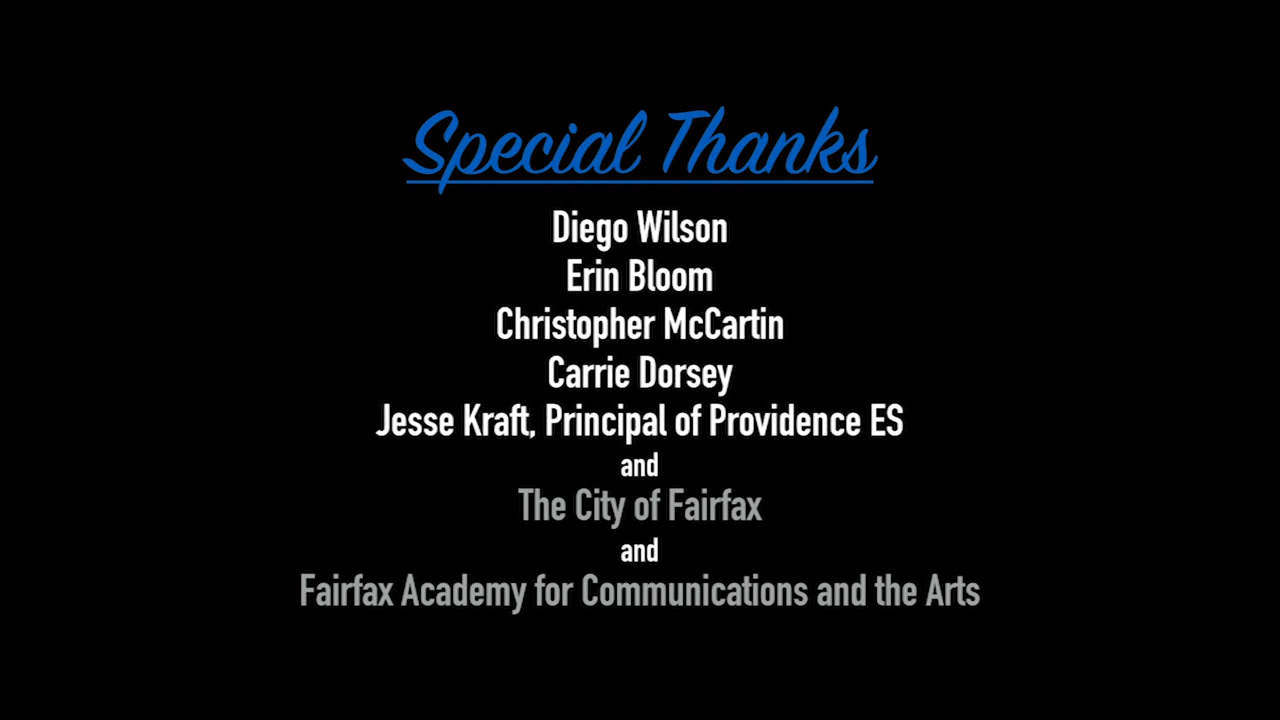 Special Thanks
Diego Wilson
Erin Bloom
Christopher McCartin
Carrie Dorsey
Jesse Kraft, Principal of Providence ES
and
The City of Fairfax
and
Fairfax Academy for Communications and the Arts